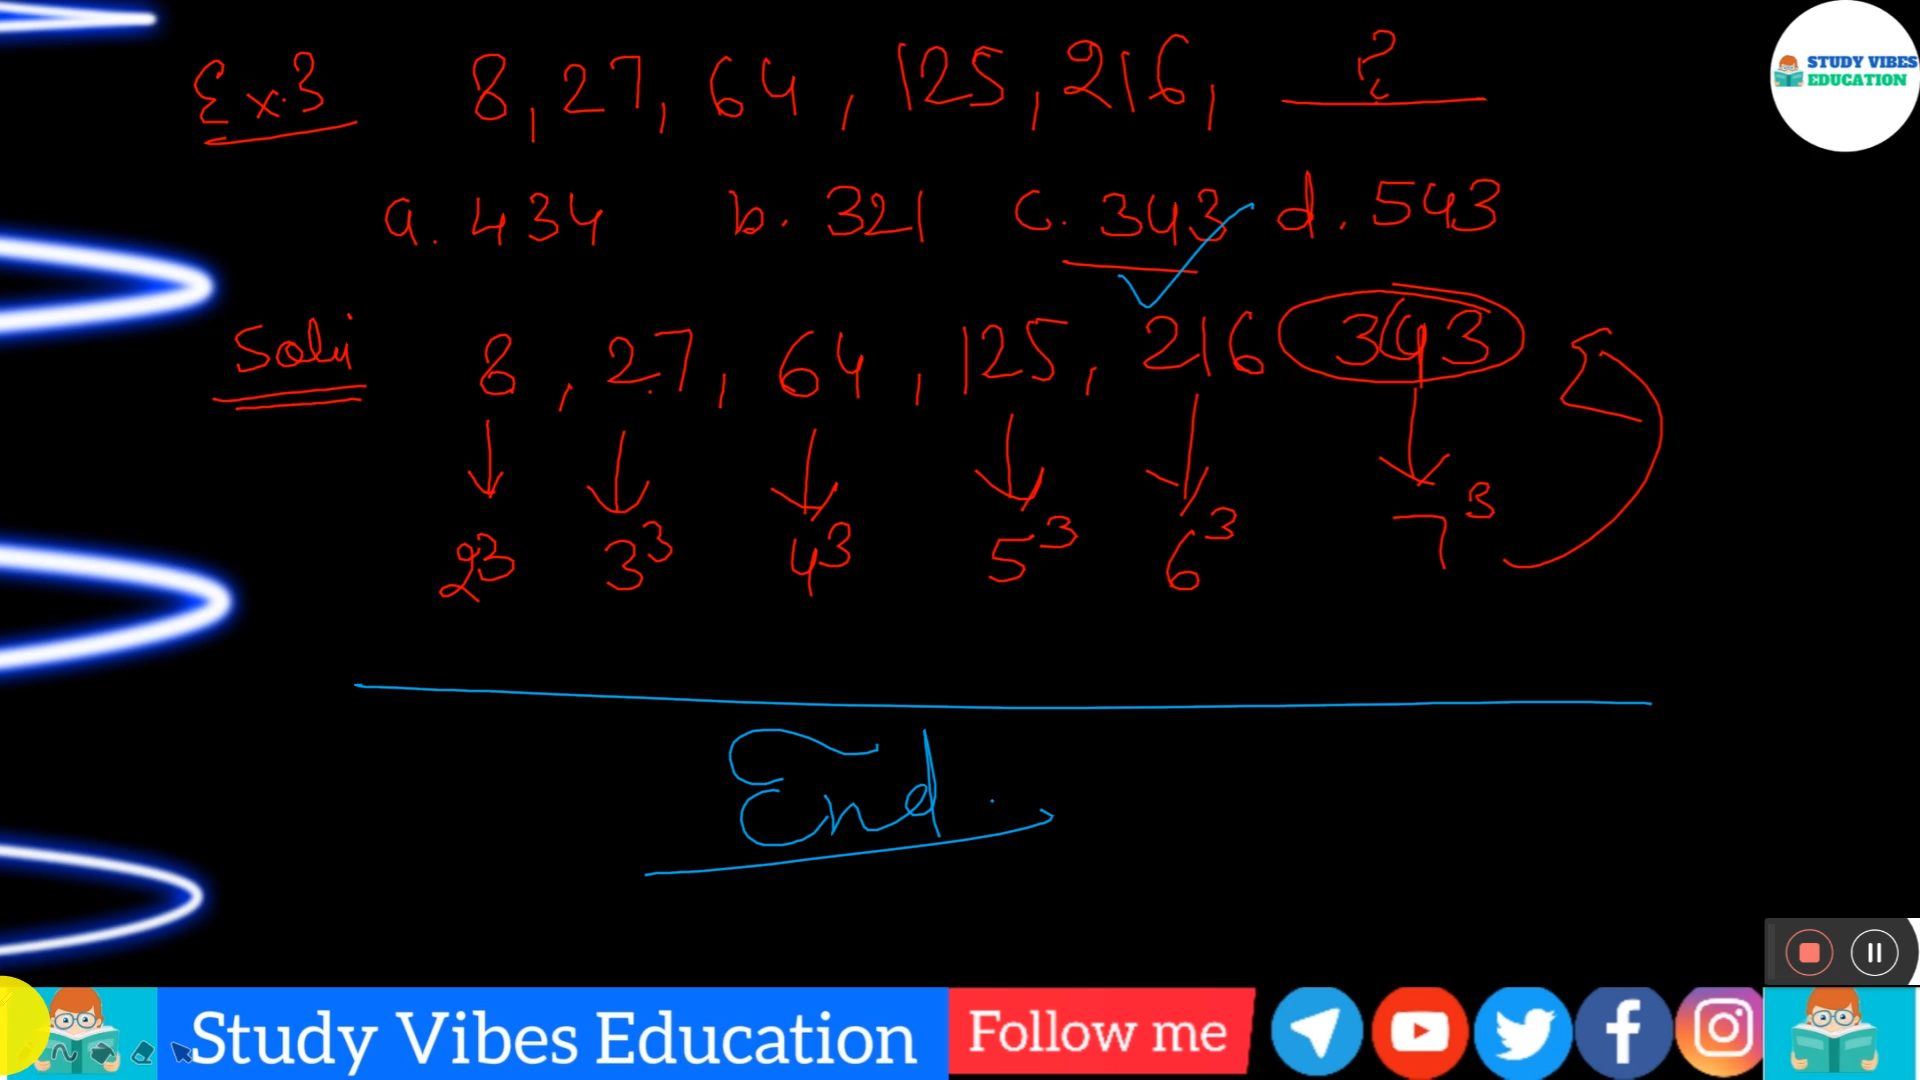 Ex.3 8, 27, 64, 125, 216, ?
a. 434 b. 321 c. 343 d. 543
Soln 8, 27, 64, 125, 216 343
2³ 3³ 4³ 5³ 6³ 7³
End.
STUDY VIBES
EDUCATION
Study Vibes Education Follow me